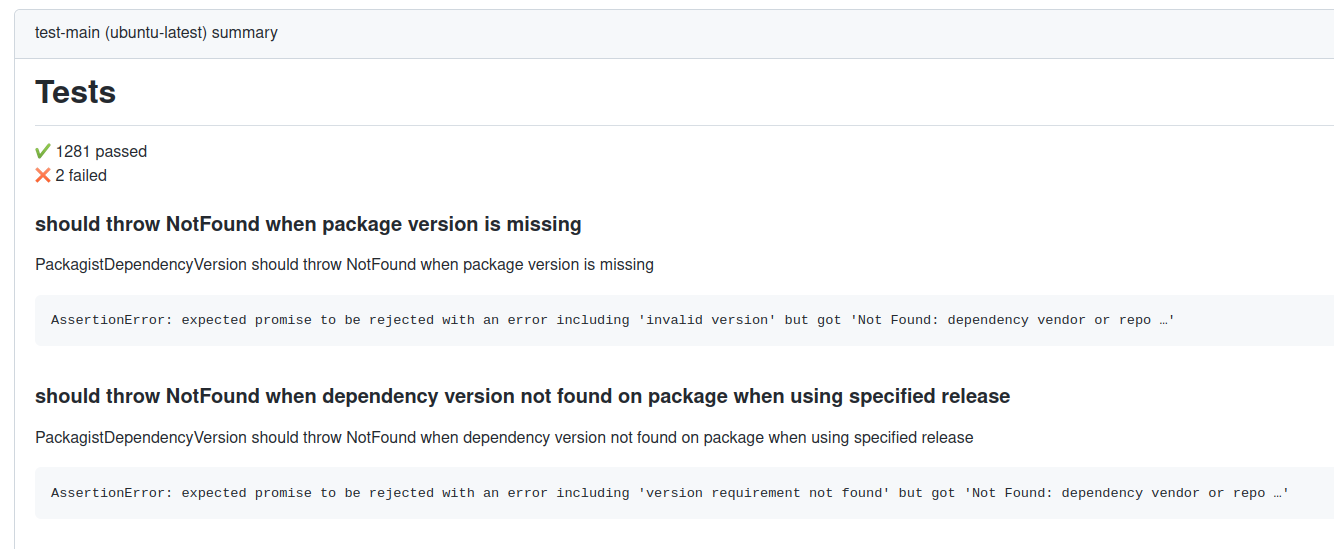 test-main (ubuntu-latest) summary
Tests
✅ 1281 passed
❌ 2 failed
should throw NotFound when package version is missing
PackagistDependencyVersion should throw NotFound when package version is missing
AssertionError: expected promise to be rejected with an error including 'invalid version' but got 'Not Found: dependency vendor or repo …'
should throw NotFound when dependency version not found on package when using specified release
PackagistDependencyVersion should throw NotFound when dependency version not found on package when using specified release
AssertionError: expected promise to be rejected with an error including 'version requirement not found' but got 'Not Found: dependency vendor or repo …'